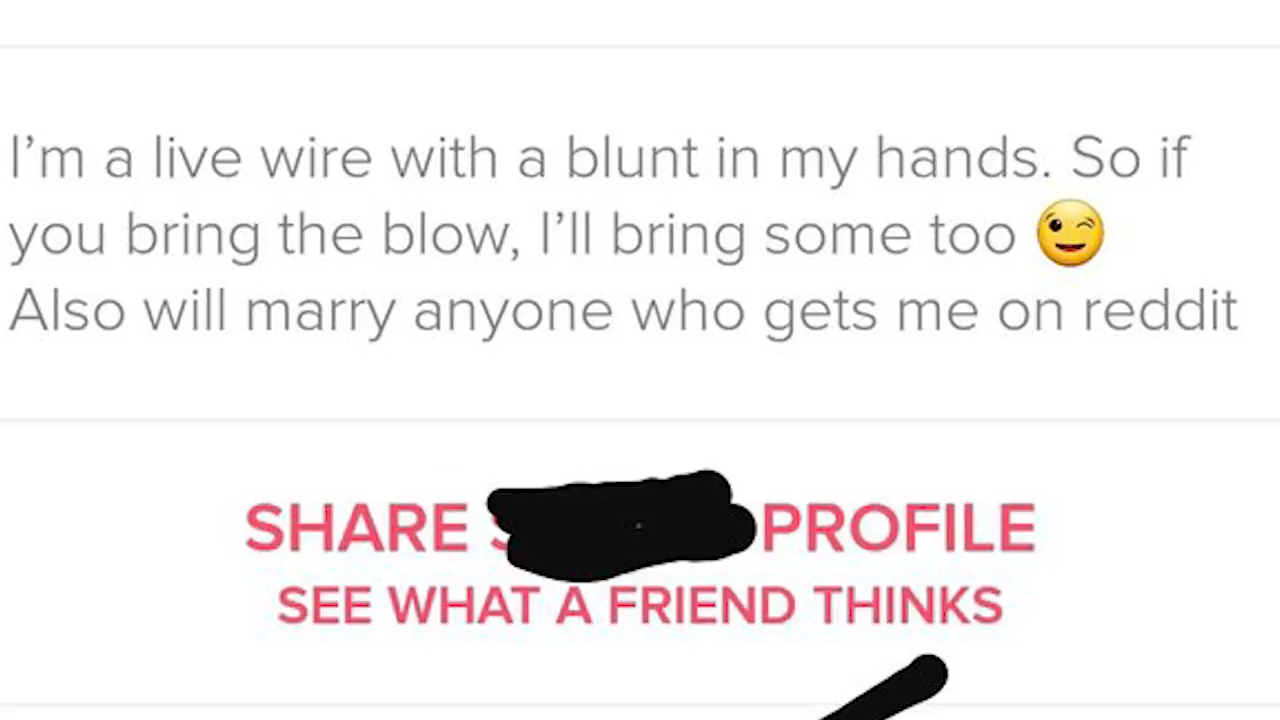 I'm a live wire with a blunt in my hands. So if
you bring the blow, I'll bring some too 😉
Also will marry anyone who gets me on reddit
SHARE PROFILE
SEE WHAT A FRIEND THINKS